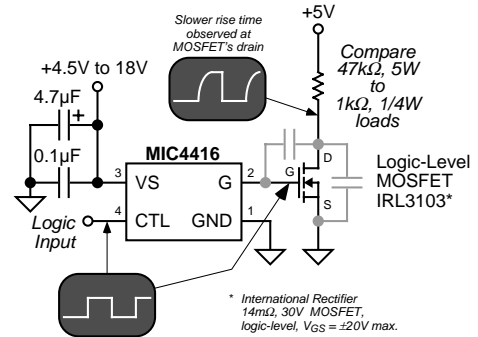 Slower rise time
observed at
MOSFET's drain
+5V
Compare
47kΩ, 5W
to
1kΩ, 1/4W
loads
+4.5V to 18V
4.7µF
+
0.1µF
MIC4416
3
VS
G
2
4
CTL
GND
1
Logic
Input
G
D
S
Logic-Level
MOSFET
IRL3103*
* International Rectifier
14mΩ, 30V MOSFET,
logic-level, VGS = ±20V max.